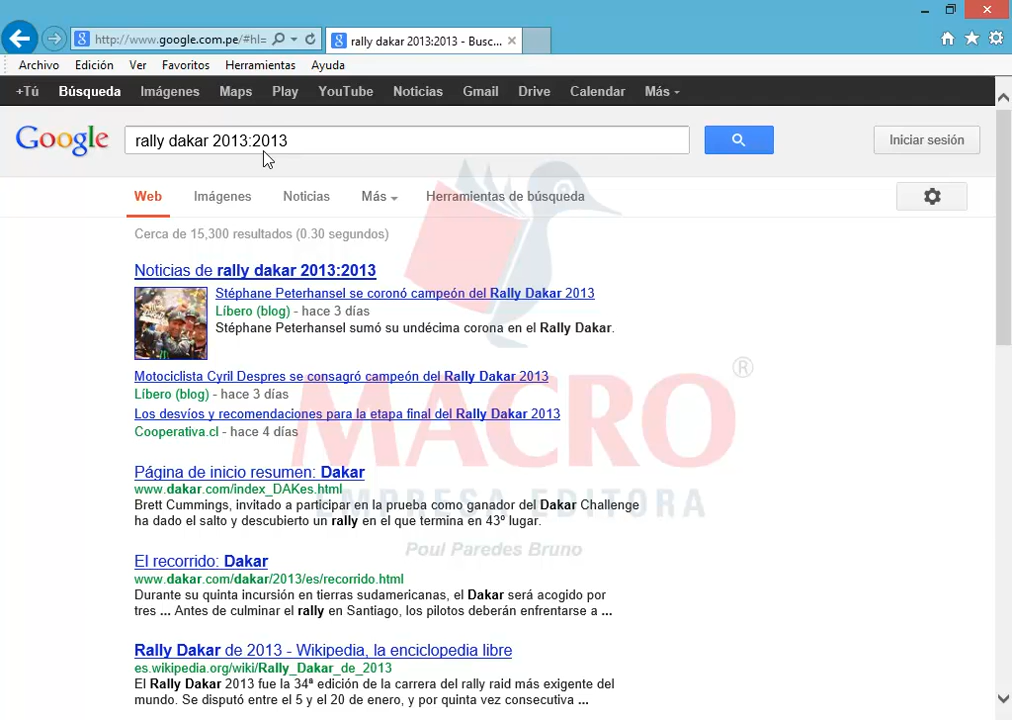 http://www.google.com.pe/#hl=
rally dakar 2013:2013 - Busc...
Archivo Edición Ver Favoritos Herramientas Ayuda
+Tú Búsqueda Imágenes Maps Play YouTube Noticias Gmail Drive Calendar Más
Google
rally dakar 2013:2013
Iniciar sesión
Web Imágenes Noticias Más Herramientas de búsqueda
Cerca de 15,300 resultados (0.30 segundos)
Noticias de rally dakar 2013:2013
Stéphane Peterhansel se coronó campeón del Rally Dakar 2013
Líbero (blog) - hace 3 días
Stéphane Peterhansel sumó su undécima corona en el Rally Dakar.
Motociclista Cyril Despres se consagró campeón del Rally Dakar 2013
Líbero (blog) - hace 3 días
Los desvíos y recomendaciones para la etapa final del Rally Dakar 2013
Cooperativa.cl - hace 4 días
MACRO ®
EMPRESA EDITORA
Poul Paredes Bruno
Página de inicio resumen: Dakar
www.dakar.com/index_DAKes.html
Brett Cummings, invitado a participar en la prueba como ganador del Dakar Challenge
ha dado el salto y descubierto un rally en el que termina en 43º lugar.
El recorrido: Dakar
www.dakar.com/dakar/2013/es/recorrido.html
Durante su quinta incursión en tierras sudamericanas, el Dakar será acogido por
tres ... Antes de culminar el rally en Santiago, los pilotos deberán enfrentarse a ...
Rally Dakar de 2013 - Wikipedia, la enciclopedia libre
es.wikipedia.org/wiki/Rally_Dakar_de_2013
El Rally Dakar 2013 fue la 34ª edición de la carrera del rally raid más exigente del
mundo. Se disputó entre el 5 y el 20 de enero, y por quinta vez consecutiva ...